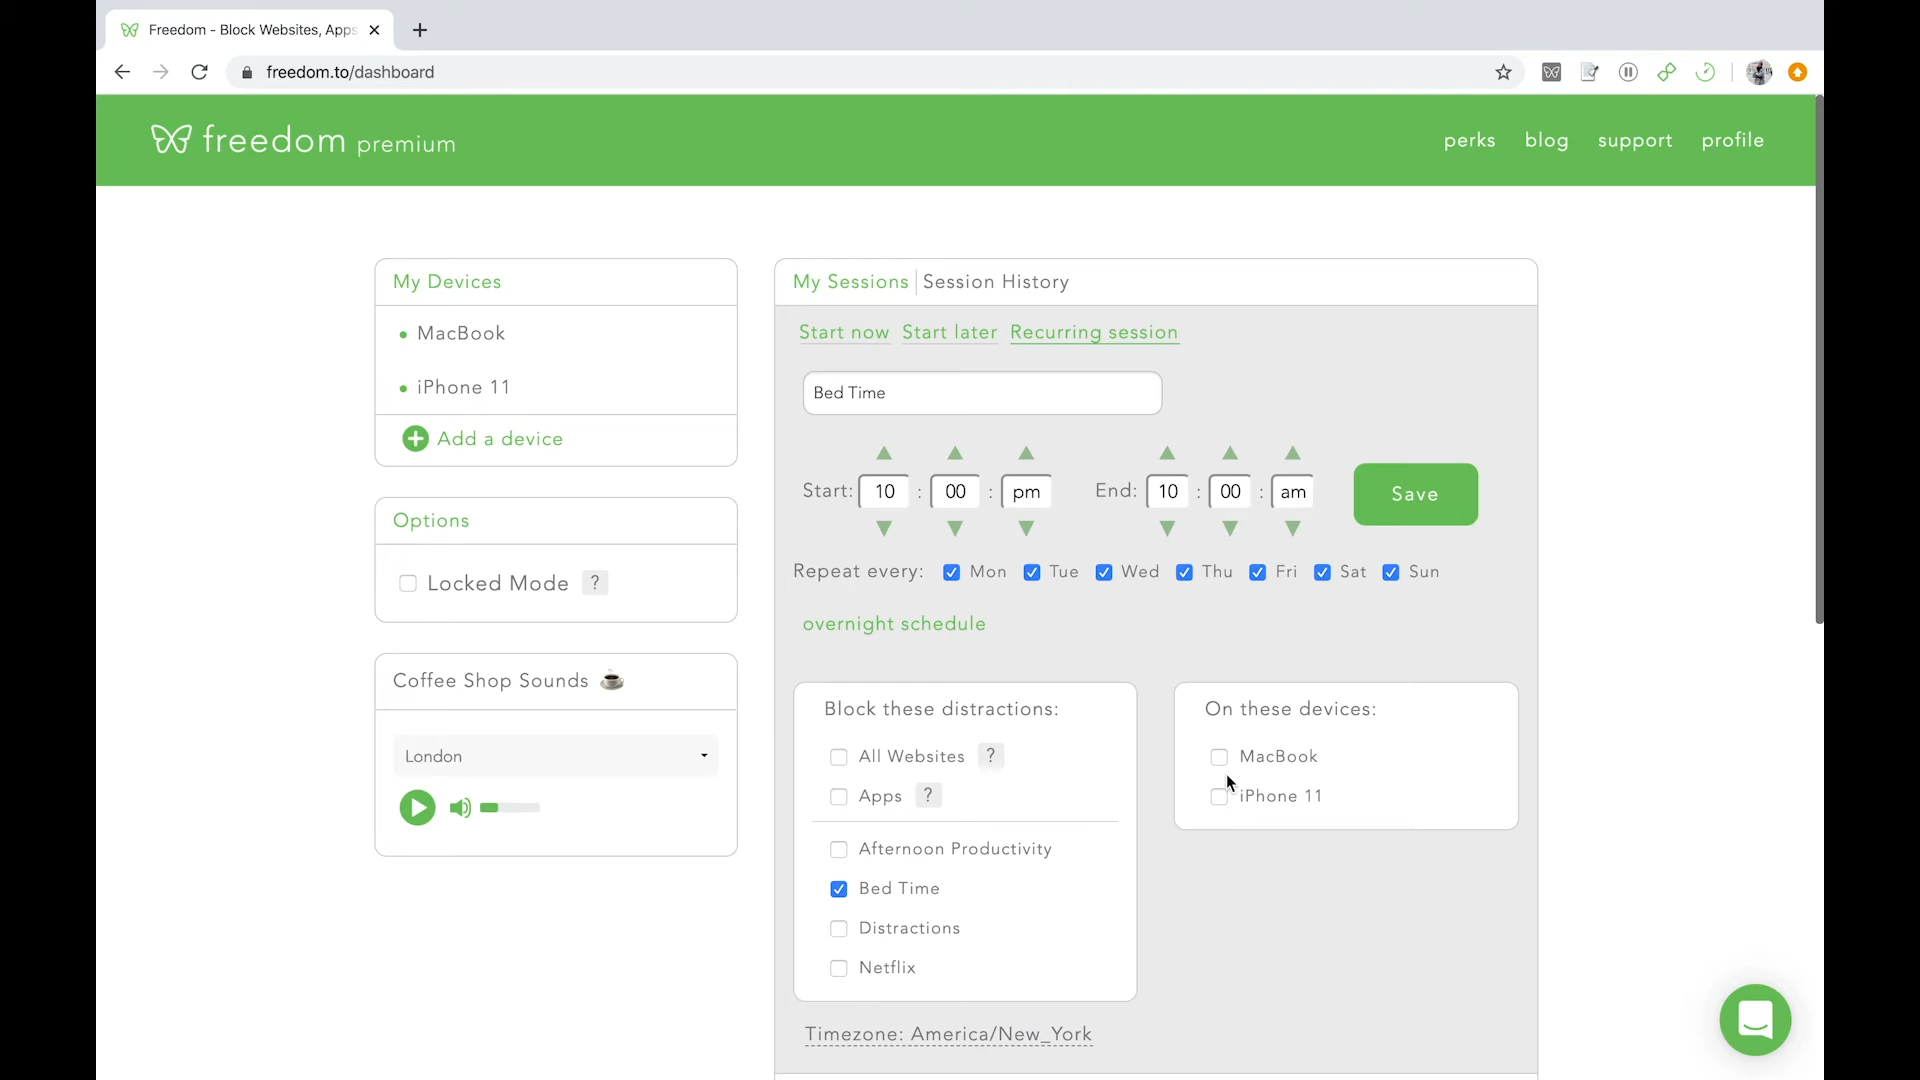 Freedom - Block Websites, Apps
freedom.to/dashboard
freedom premium
perks blog support profile
My Devices
MacBook
iPhone 11
Add a device
Options
Locked Mode ?
Coffee Shop Sounds
London
My Sessions Session History
Start now Start later Recurring session
Bed Time
Start: 10 : 00 : pm End: 10 : 00 : am Save
Repeat every: Mon Tue Wed Thu Fri Sat Sun
overnight schedule
Block these distractions:
All Websites ?
Apps ?
Afternoon Productivity
Bed Time
Distractions
Netflix
On these devices:
MacBook
iPhone 11
Timezone: America/New_York